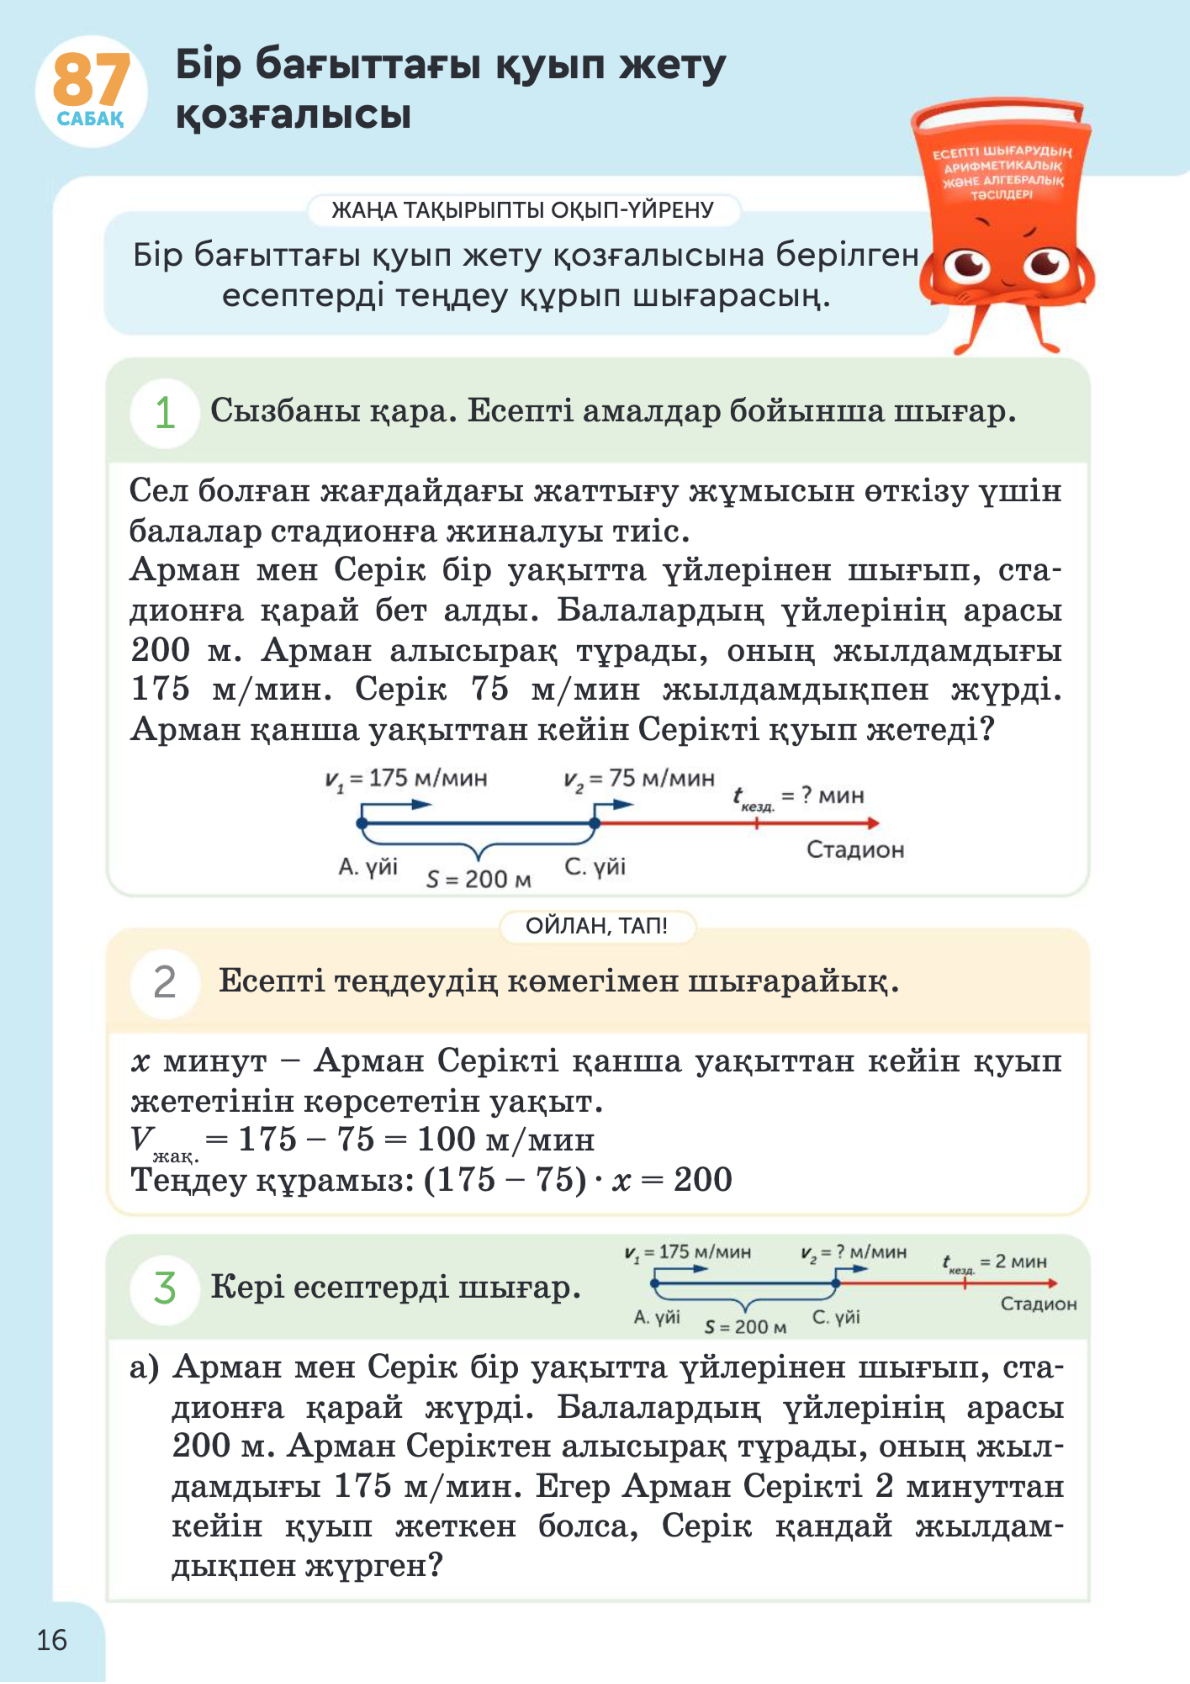 87
САБАҚ
Бір бағыттағы қуып жету
қозғалысы
ЕСЕПТІ ШЫҒАРУДЫҢ
АРИФМЕТИКАЛЫҚ
ЖӘНЕ АЛГЕБРАЛЫҚ
ТӘСІЛДЕРІ
ЖАҢА ТАҚЫРЫПТЫ ОҚЫП-ҮЙРЕНУ
Бір бағыттағы қуып жету қозғалысына берілген
есептерді теңдеу құрып шығарасың.
1 Сызбаны қара. Есепті амалдар бойынша шығар.
Сел болған жағдайдағы жаттығу жұмысын өткізу үшін
балалар стадионға жиналуы тиіс.
Арман мен Серік бір уақытта үйлерінен шығып, ста-
дионға қарай бет алды. Балалардың үйлерінің арасы
200 м. Арман алысырақ тұрады, оның жылдамдығы
175 м/мин. Серік 75 м/мин жылдамдықпен жүрді.
Арман қанша уақыттан кейін Серікті қуып жетеді?
v₁ = 175 м/мин v₂ = 75 м/мин
t кезд. = ? мин
Стадион
А. үйі S = 200 м С. үйі
ОЙЛАН, ТАП!
2 Есепті теңдеудің көмегімен шығарайық.
x минут – Арман Серікті қанша уақыттан кейін қуып
жететінін көрсететін уақыт.
V жақ. = 175 – 75 = 100 м/мин
Теңдеу құрамыз: (175 – 75) · x = 200
3 Кері есептерді шығар.
v₁ = 175 м/мин v₂ = ? м/мин t кезд. = 2 мин
Стадион
А. үйі S = 200 м С. үйі
а) Арман мен Серік бір уақытта үйлерінен шығып, ста-
дионға қарай жүрді. Балалардың үйлерінің арасы
200 м. Арман Серіктен алысырақ тұрады, оның жыл-
дамдығы 175 м/мин. Егер Арман Серікті 2 минуттан
кейін қуып жеткен болса, Серік қандай жылдам-
дықпен жүрген?
16